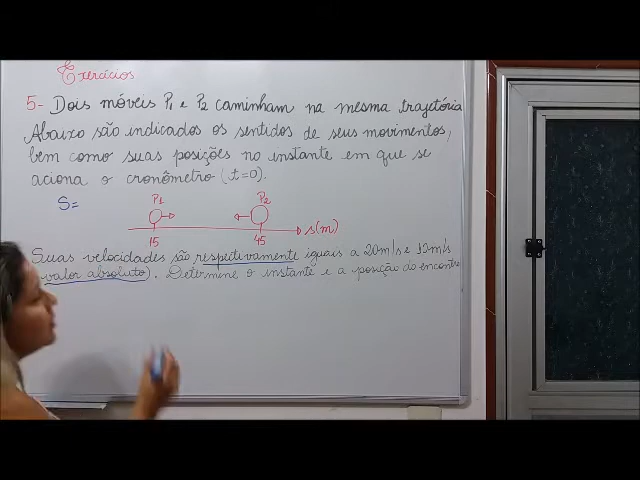 Exercícios
5- Dois móveis P1 e P2 caminham na mesma trajetória
Abaixo são indicados os sentidos de seus movimentos,
bem como suas posições no instante em que se
aciona o cronômetro (t=0).
S=
P1 P2
S(m)
15 45
Suas velocidades são respectivamente iguais a 20m/s e m/s
valor absoluto). Determine o instante e a posição do encontro